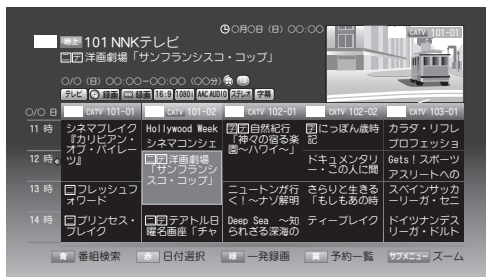 ○月○日（日）○○:○○
CATV 101-01
地上 101 NNKテレビ
二字洋画劇場「サンフランシスコ・コップ」
○/○（日）○○:○○−○○:○○（○○分）
テレビ 録画 録画 16:9 1080i AAC AUDIO ステレオ 字幕
○/○ 日 CATV 101-01 CATV 101-02 CATV 102-01 CATV 102-02 CATV 103-01
11 時
シネマブレイク
『カリビアン・
オブ・パイレー
ツ』
Hollywood Week
シネマコンシェ
字自然紀行
「神々の宿る楽
園〜ハワイ〜」
字にっぽん歳時
記
カラダ・リフレ
プロフェッショ
12 時
二字洋画劇場
「サンフランシ
スコ・コップ」
ドキュメンタリ
ー・この人に聞
Gets！スポーツ
アスリートへの
13 時
フレッシュフ
ォワード
ニュートンが行
く！〜ナゾ解明
さらりと生きる
「もしもあの時
スペインサッカ
ーリーガ・セニ
14 時
プリンセス・
ブレイク
二字テアトル日
曜名画座「チャ
Deep Sea 〜知
られざる深海の
ティーブレイク
ドイツナンデス
リーガ・ドルト
青 番組検索 赤 日付選択 緑 一発録画 黄 予約一覧 サブメニュー ズーム